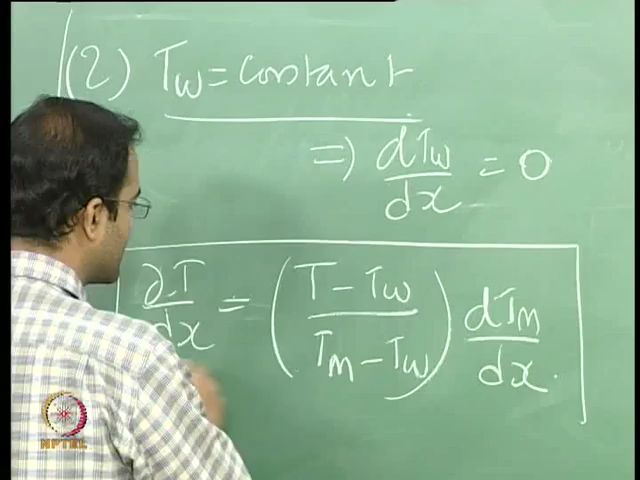 (2) Tw = constant
⇒ dTw/dx = 0
∂T/dx = (T - Tw / Tm - Tw) dTm/dx.
NPTEL